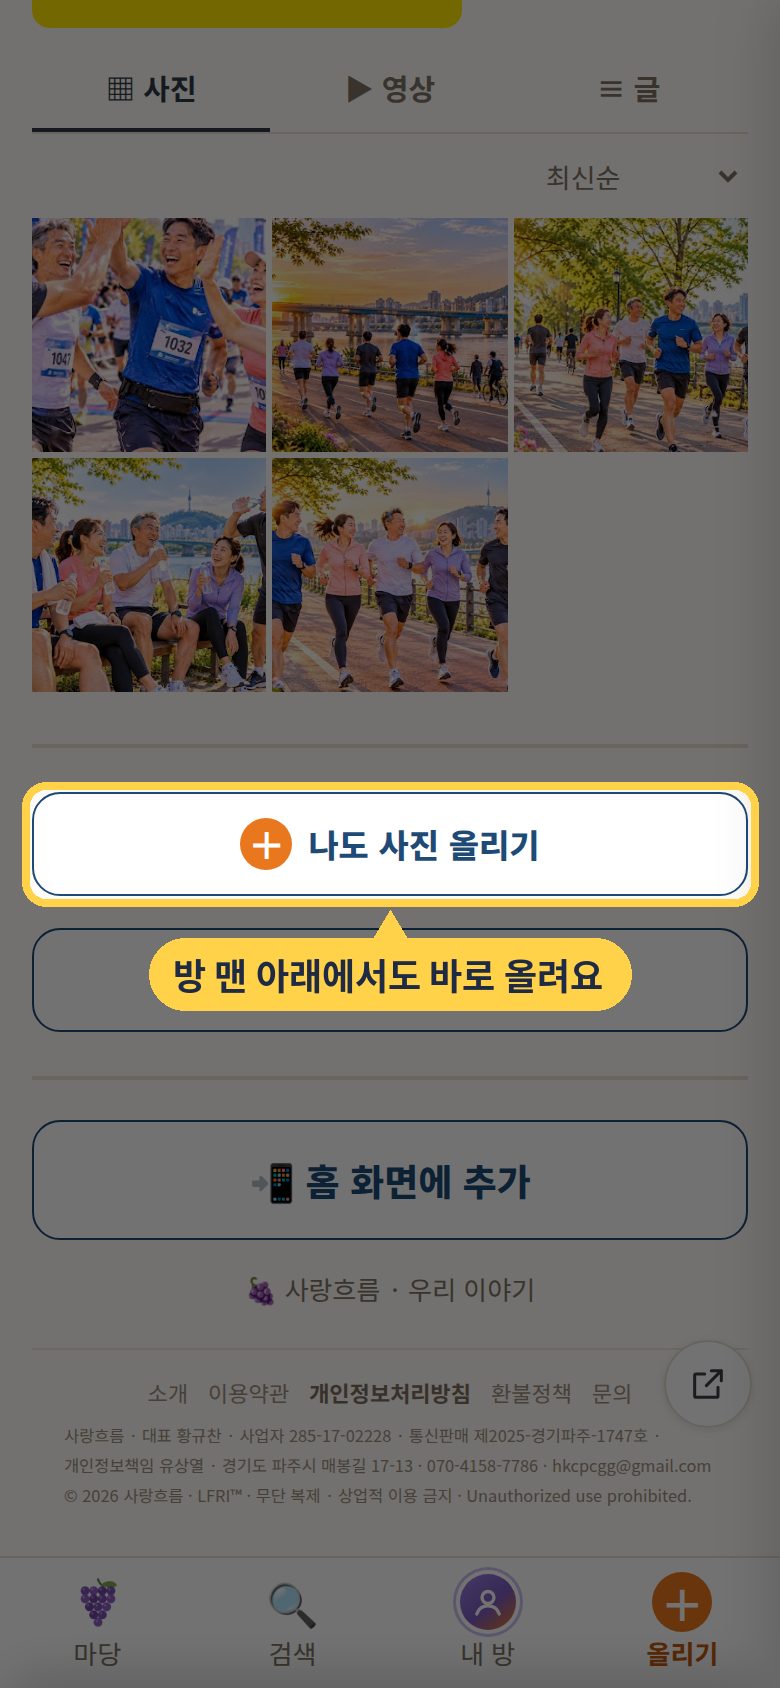 사진
영상
글
최신순
1047
1032
10
나도 사진 올리기
방 맨 아래에서도 바로 올려요
홈 화면에 추가
사랑흐름 · 우리 이야기
소개 이용약관 개인정보처리방침 환불정책 문의
사랑흐름 · 대표 황규찬 · 사업자 285-17-02228 · 통신판매 제2025-경기파주-1747호 ·
개인정보책임 유상열 · 경기도 파주시 매봉길 17-13 · 070-4158-7786 · hkcpcgg@gmail.com
© 2026 사랑흐름 · LFRI™ · 무단 복제 · 상업적 이용 금지 · Unauthorized use prohibited.
마당
검색
내 방
올리기